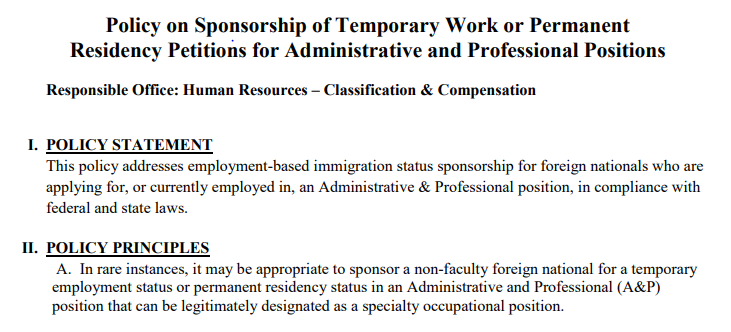 Policy on Sponsorship of Temporary Work or Permanent
Residency Petitions for Administrative and Professional Positions
Responsible Office: Human Resources – Classification & Compensation
I. POLICY STATEMENT
This policy addresses employment-based immigration status sponsorship for foreign nationals who are
applying for, or currently employed in, an Administrative & Professional position, in compliance with
federal and state laws.
II. POLICY PRINCIPLES
A. In rare instances, it may be appropriate to sponsor a non-faculty foreign national for a temporary
employment status or permanent residency status in an Administrative and Professional (A&P)
position that can be legitimately designated as a specialty occupational position.